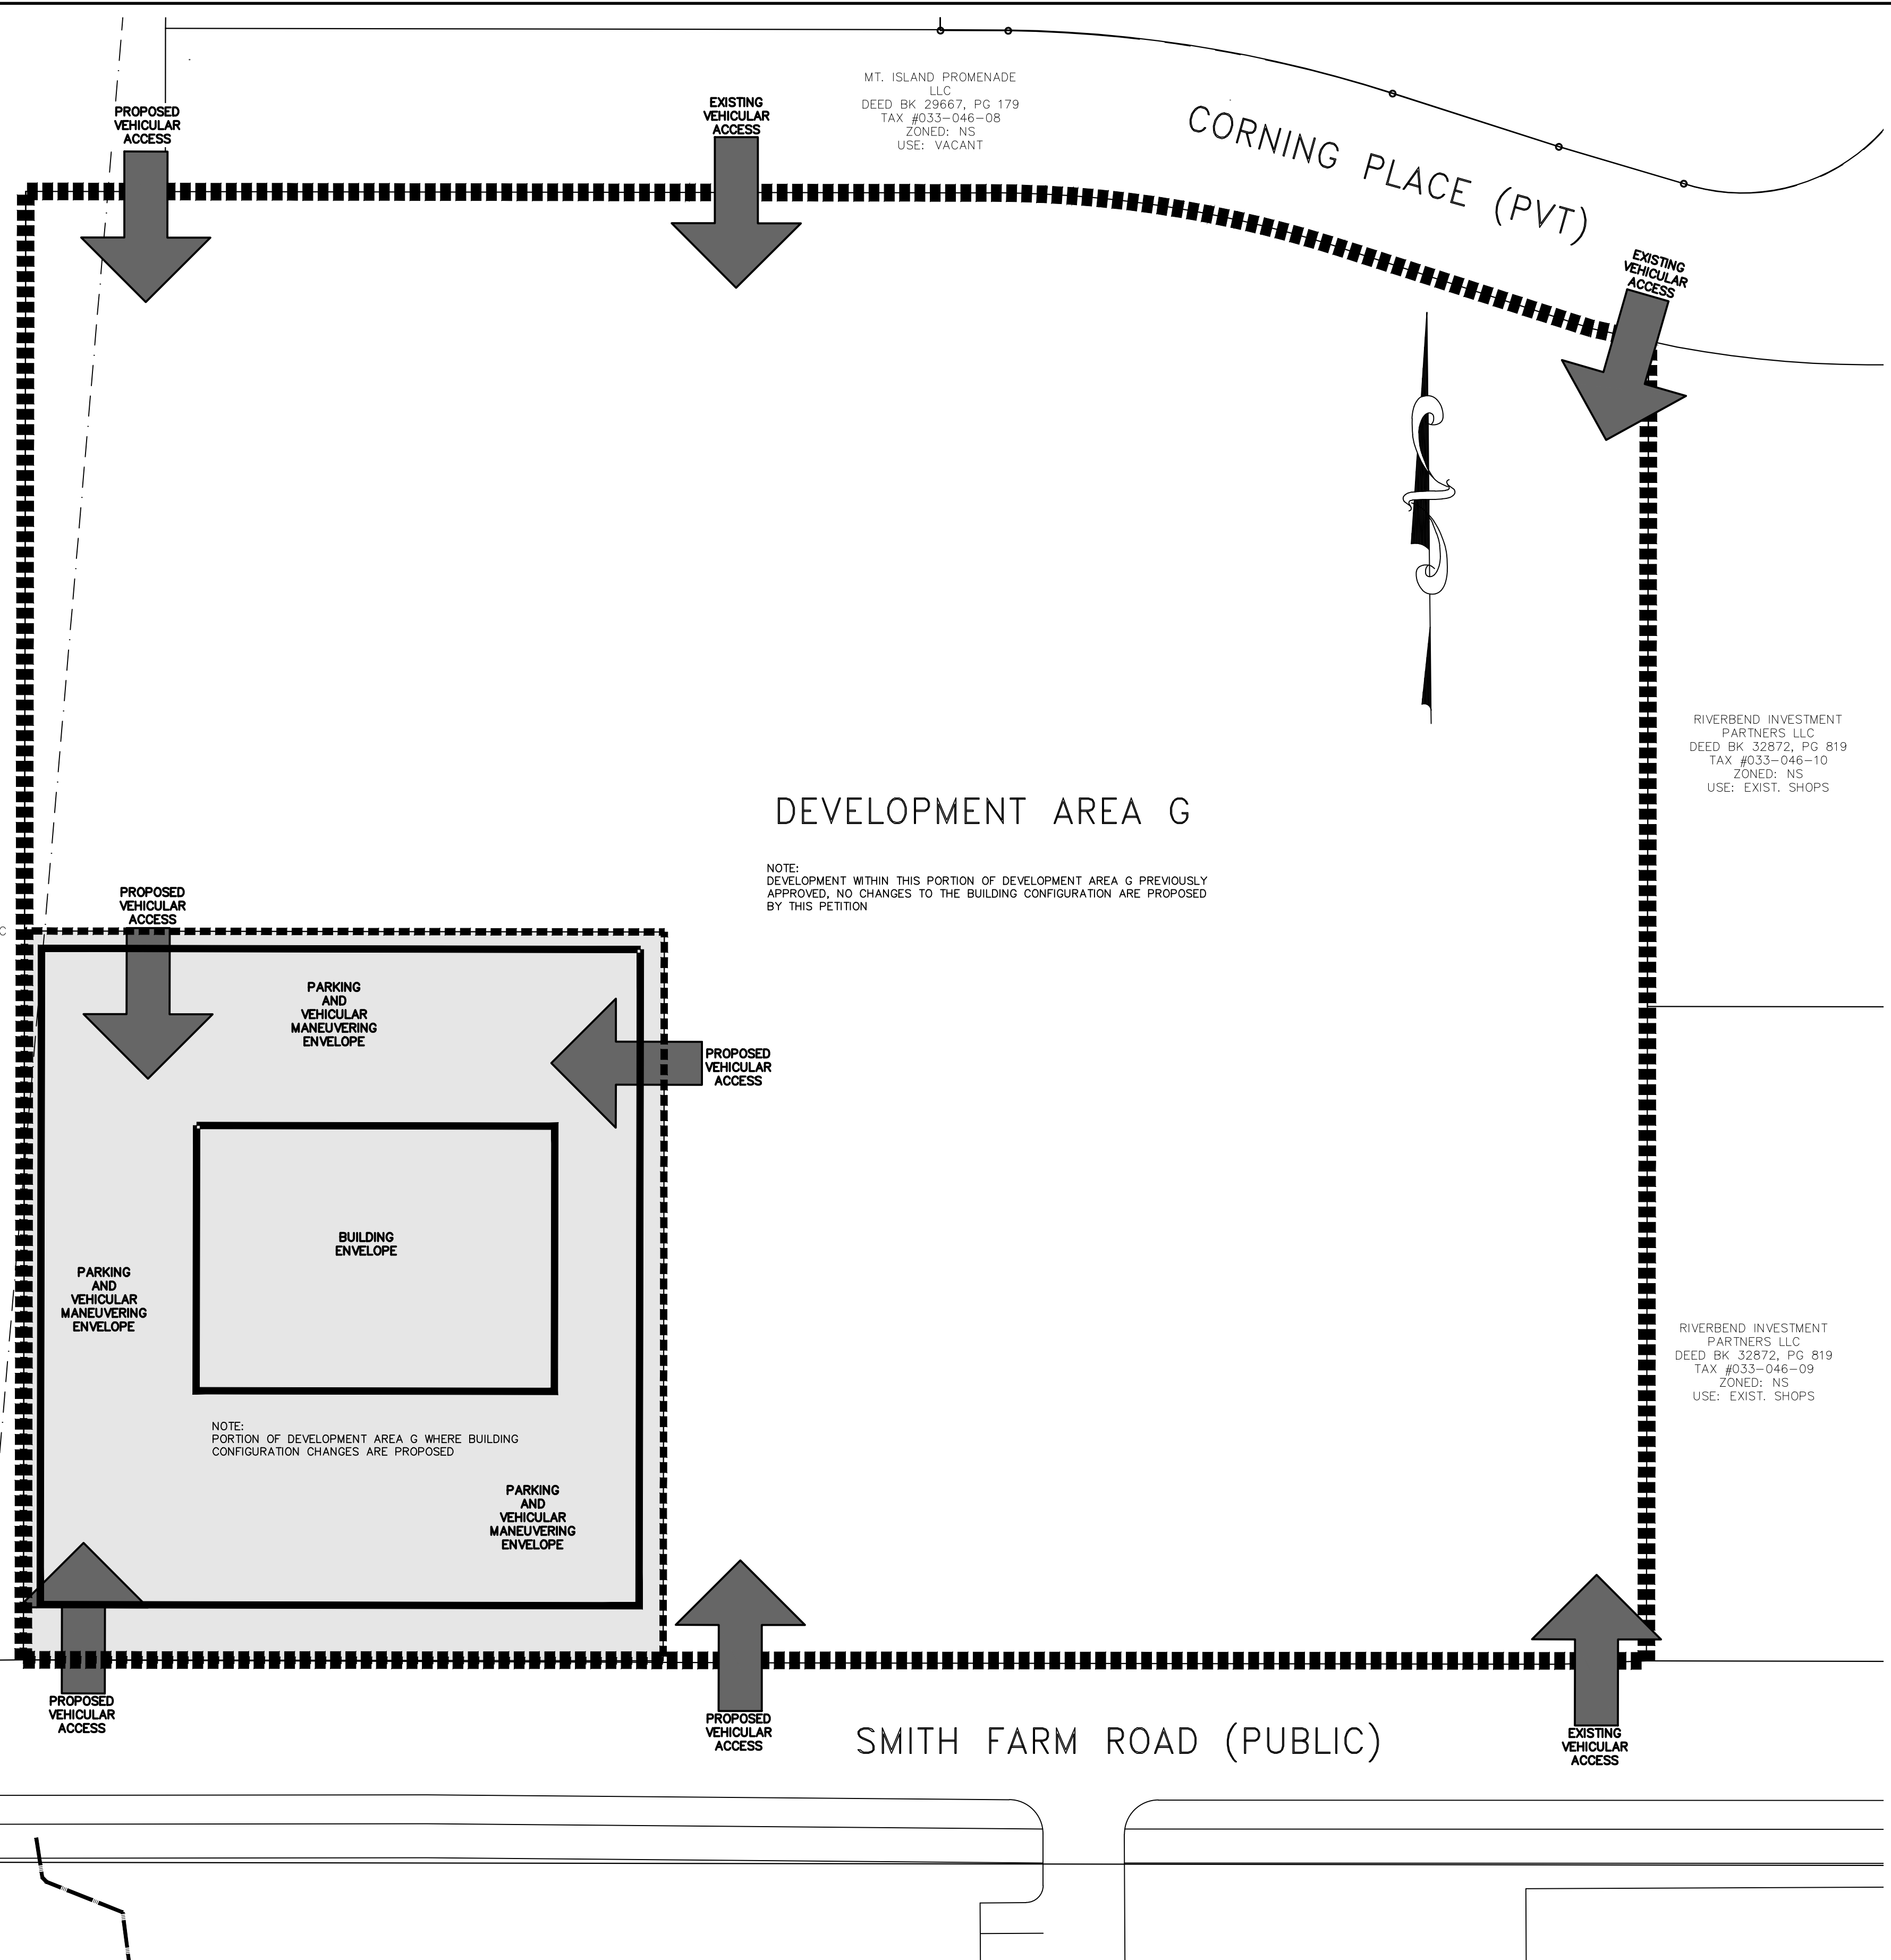 MT. ISLAND PROMENADE
LLC
DEED BK 29667, PG 179
TAX #033-046-08
ZONED: NS
USE: VACANT
PROPOSED
VEHICULAR
ACCESS
EXISTING
VEHICULAR
ACCESS
CORNING PLACE (PVT)
EXISTING
VEHICULAR
ACCESS
RIVERBEND INVESTMENT
PARTNERS LLC
DEED BK 32872, PG 819
TAX #033-046-10
ZONED: NS
USE: EXIST. SHOPS
DEVELOPMENT AREA G
NOTE:
DEVELOPMENT WITHIN THIS PORTION OF DEVELOPMENT AREA G PREVIOUSLY
APPROVED, NO CHANGES TO THE BUILDING CONFIGURATION ARE PROPOSED
BY THIS PETITION
PROPOSED
VEHICULAR
ACCESS
C
PARKING
AND
VEHICULAR
MANEUVERING
ENVELOPE
PROPOSED
VEHICULAR
ACCESS
BUILDING
ENVELOPE
PARKING
AND
VEHICULAR
MANEUVERING
ENVELOPE
RIVERBEND INVESTMENT
PARTNERS LLC
DEED BK 32872, PG 819
TAX #033-046-09
ZONED: NS
USE: EXIST. SHOPS
NOTE:
PORTION OF DEVELOPMENT AREA G WHERE BUILDING
CONFIGURATION CHANGES ARE PROPOSED
PARKING
AND
VEHICULAR
MANEUVERING
ENVELOPE
PROPOSED
VEHICULAR
ACCESS
PROPOSED
VEHICULAR
ACCESS
SMITH FARM ROAD (PUBLIC)
EXISTING
VEHICULAR
ACCESS